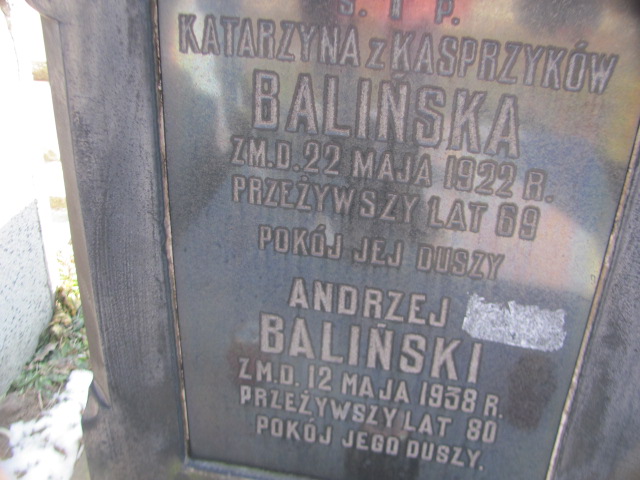 Ś. † P.
KATARZYNA Z KASPRZYKÓW
BALIŃSKA
ZM. D. 22 MAJA 1922 R.
PRZEŻYWSZY LAT 69
POKÓJ JEJ DUSZY
ANDRZEJ
BALIŃSKI
ZM. D. 12 MAJA 1938 R.
PRZEŻYWSZY LAT 80
POKÓJ JEGO DUSZY.